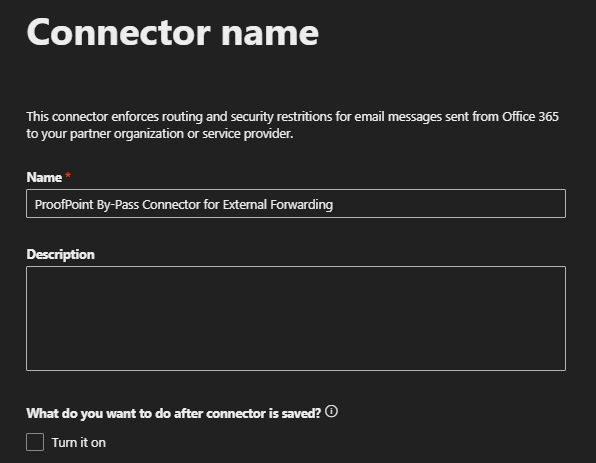 Connector name
This connector enforces routing and security restritions for email messages sent from Office 365
to your partner organization or service provider.
Name *
ProofPoint By-Pass Connector for External Forwarding
Description
What do you want to do after connector is saved?
Turn it on